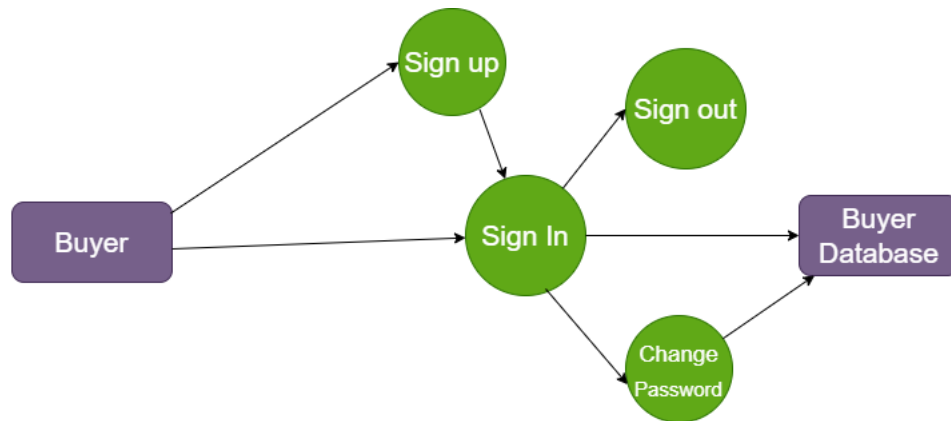 Sign up
Sign out
Buyer
Sign In
Buyer
Database
Change
Password